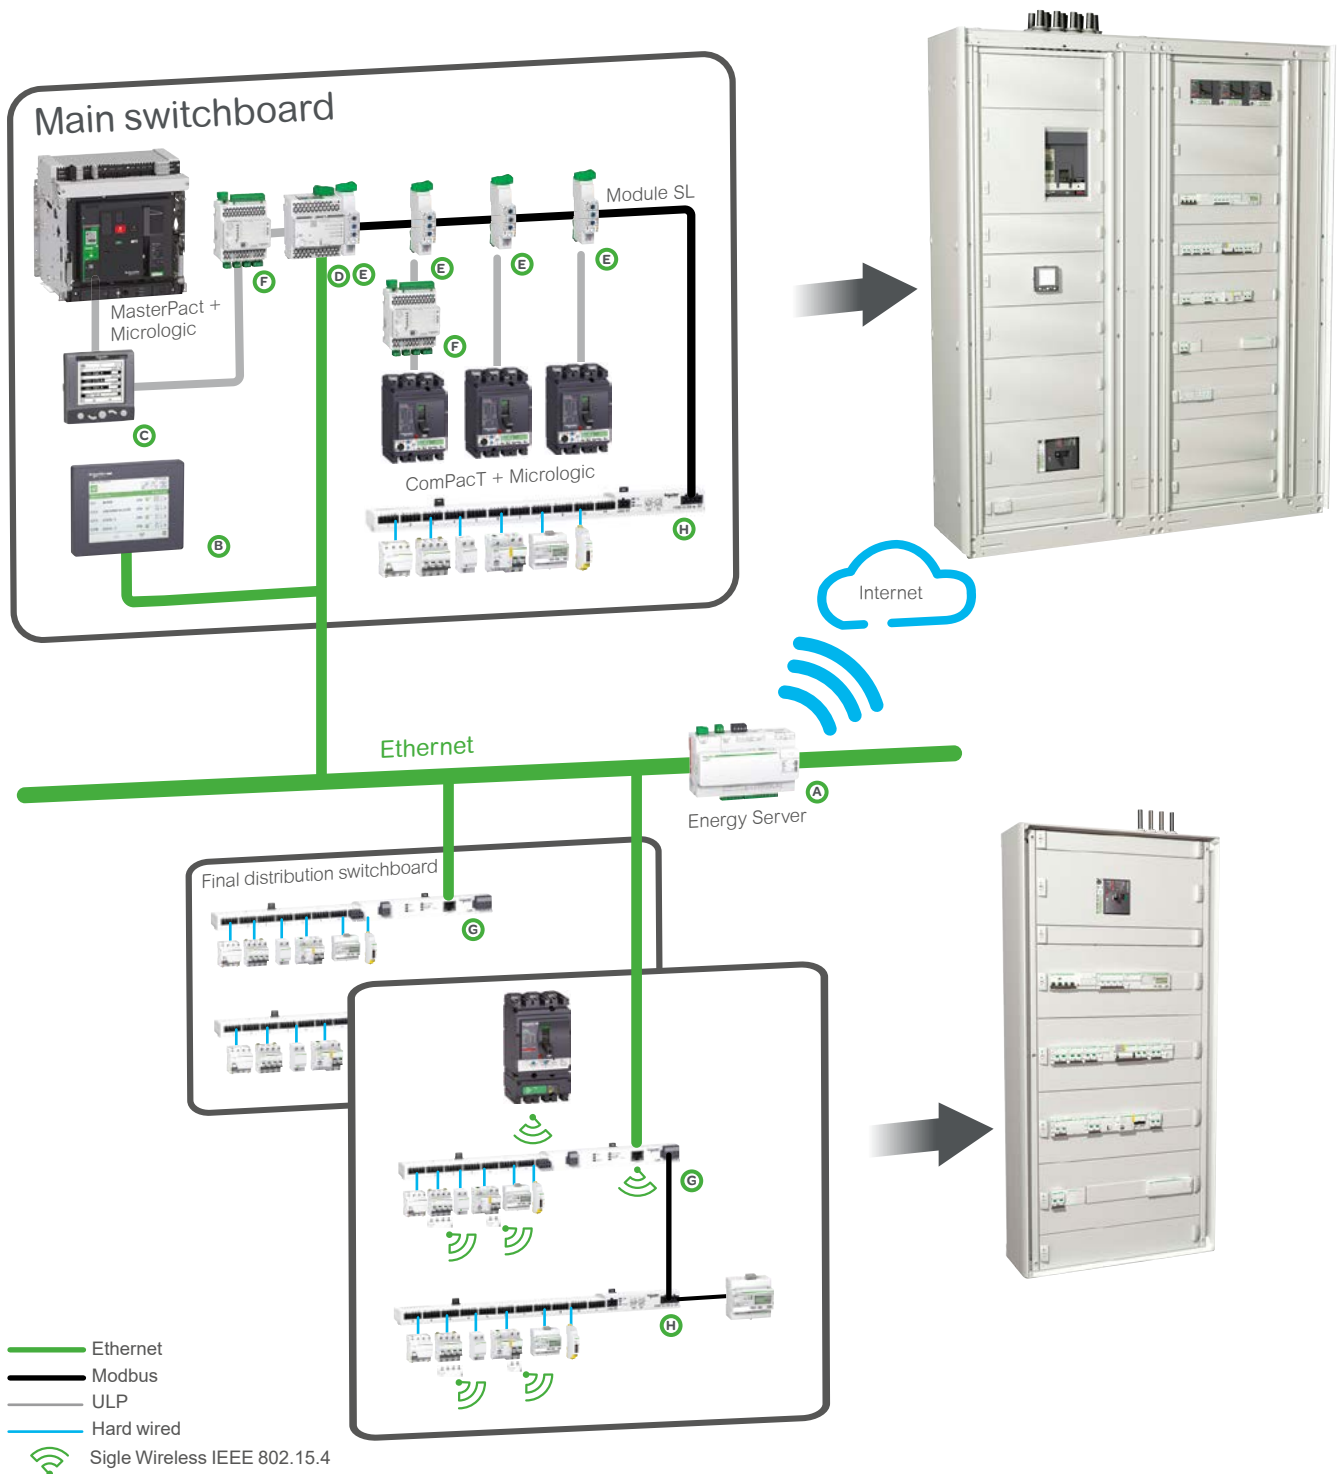 Main switchboard
Module SL
F
D
E
E
E
E
MasterPact +
Micrologic
F
C
ComPacT + Micrologic
B
H
Internet
Ethernet
A
Energy Server
Final distribution switchboard
G
G
H
Ethernet
Modbus
ULP
Hard wired
Sigle Wireless IEEE 802.15.4